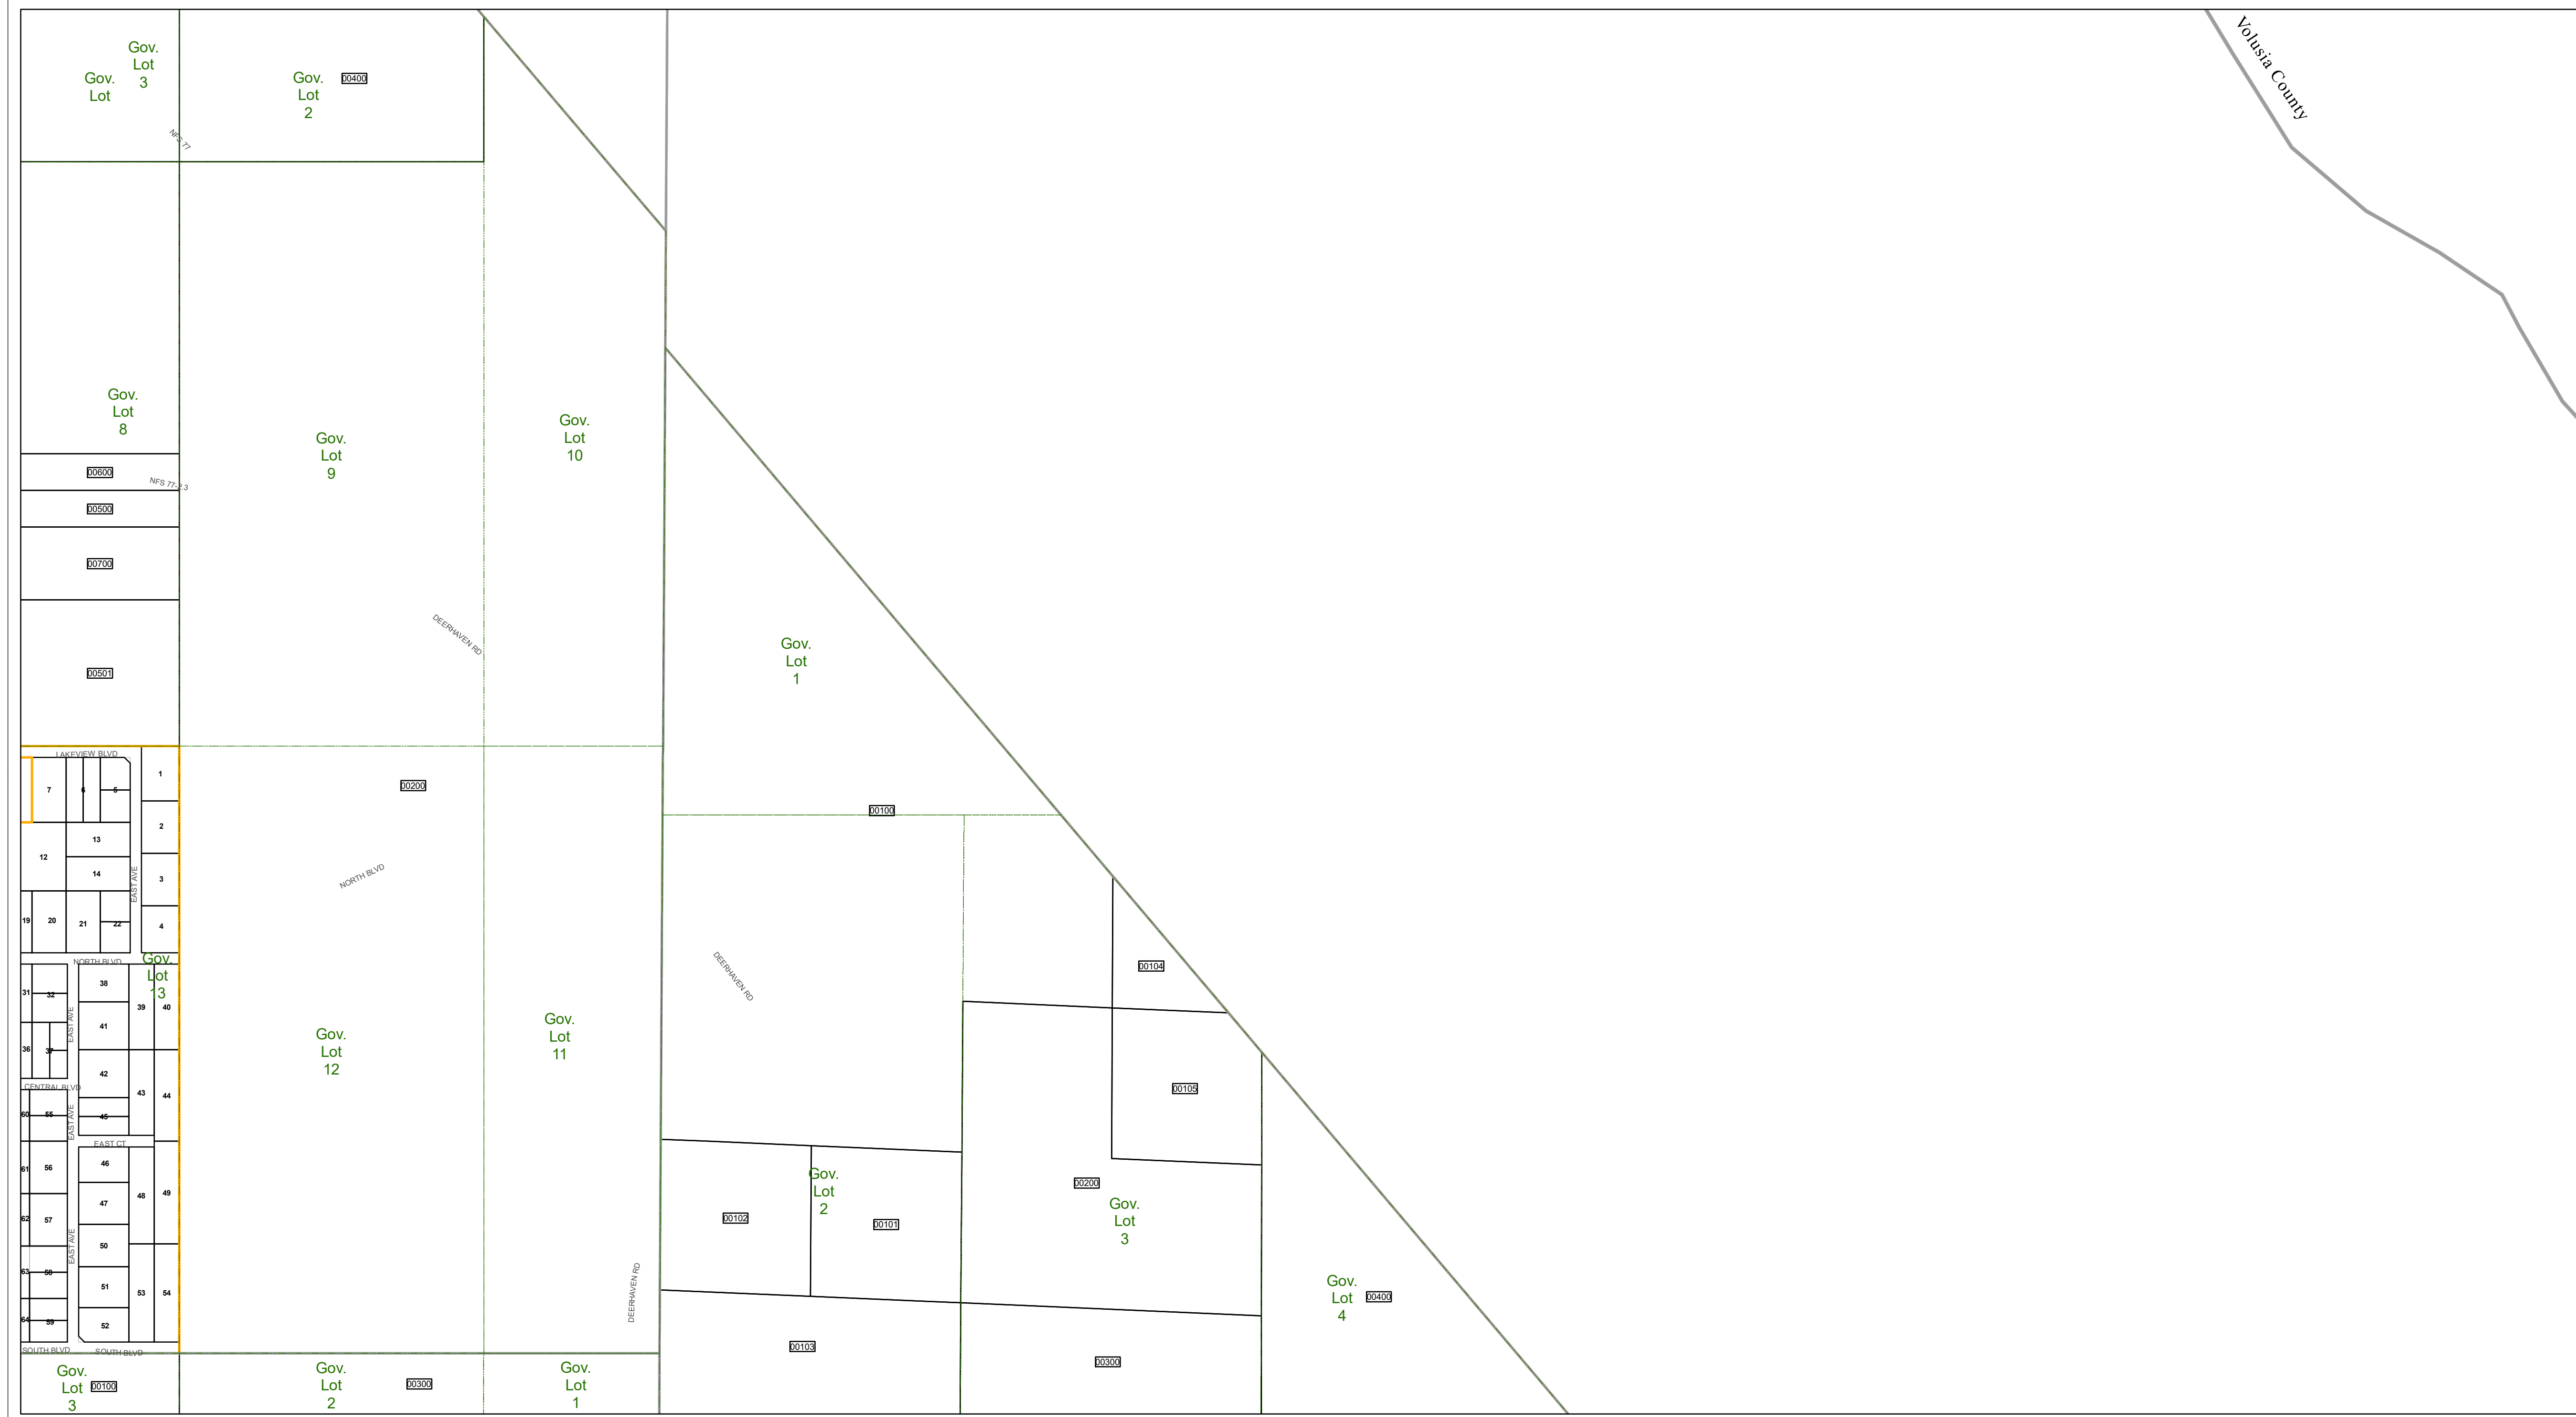 Volusia County
Gov.
Lot
3
Gov.
Lot
Gov.
Lot
2
00400
NFS 77
Gov.
Lot
8
Gov.
Lot
9
Gov.
Lot
10
00600
NFS 77-2.3
00500
00700
DEERHAVEN RD
00501
Gov.
Lot
1
LAKEVIEW BLVD
1
7
6
5
00200
00100
2
13
12
14
3
EAST AVE
NORTH BLVD
19
20
21
22
4
NORTH BLVD
Gov.
Lot
13
DEERHAVEN RD
00104
31
32
38
39
40
EAST AVE
41
36
37
Gov.
Lot
12
Gov.
Lot
11
42
CENTRAL BLVD
43
44
00105
60
55
EAST AVE
45
EAST CT
61
56
46
48
49
47
Gov.
Lot
2
00200
Gov.
Lot
3
62
57
00102
00101
EAST AVE
50
63
58
51
53
54
DEERHAVEN RD
Gov.
Lot
4
00400
64
59
52
SOUTH BLVD
SOUTH BLVD
00103
00300
Gov.
Lot
3
00100
Gov.
Lot
2
00300
Gov.
Lot
1